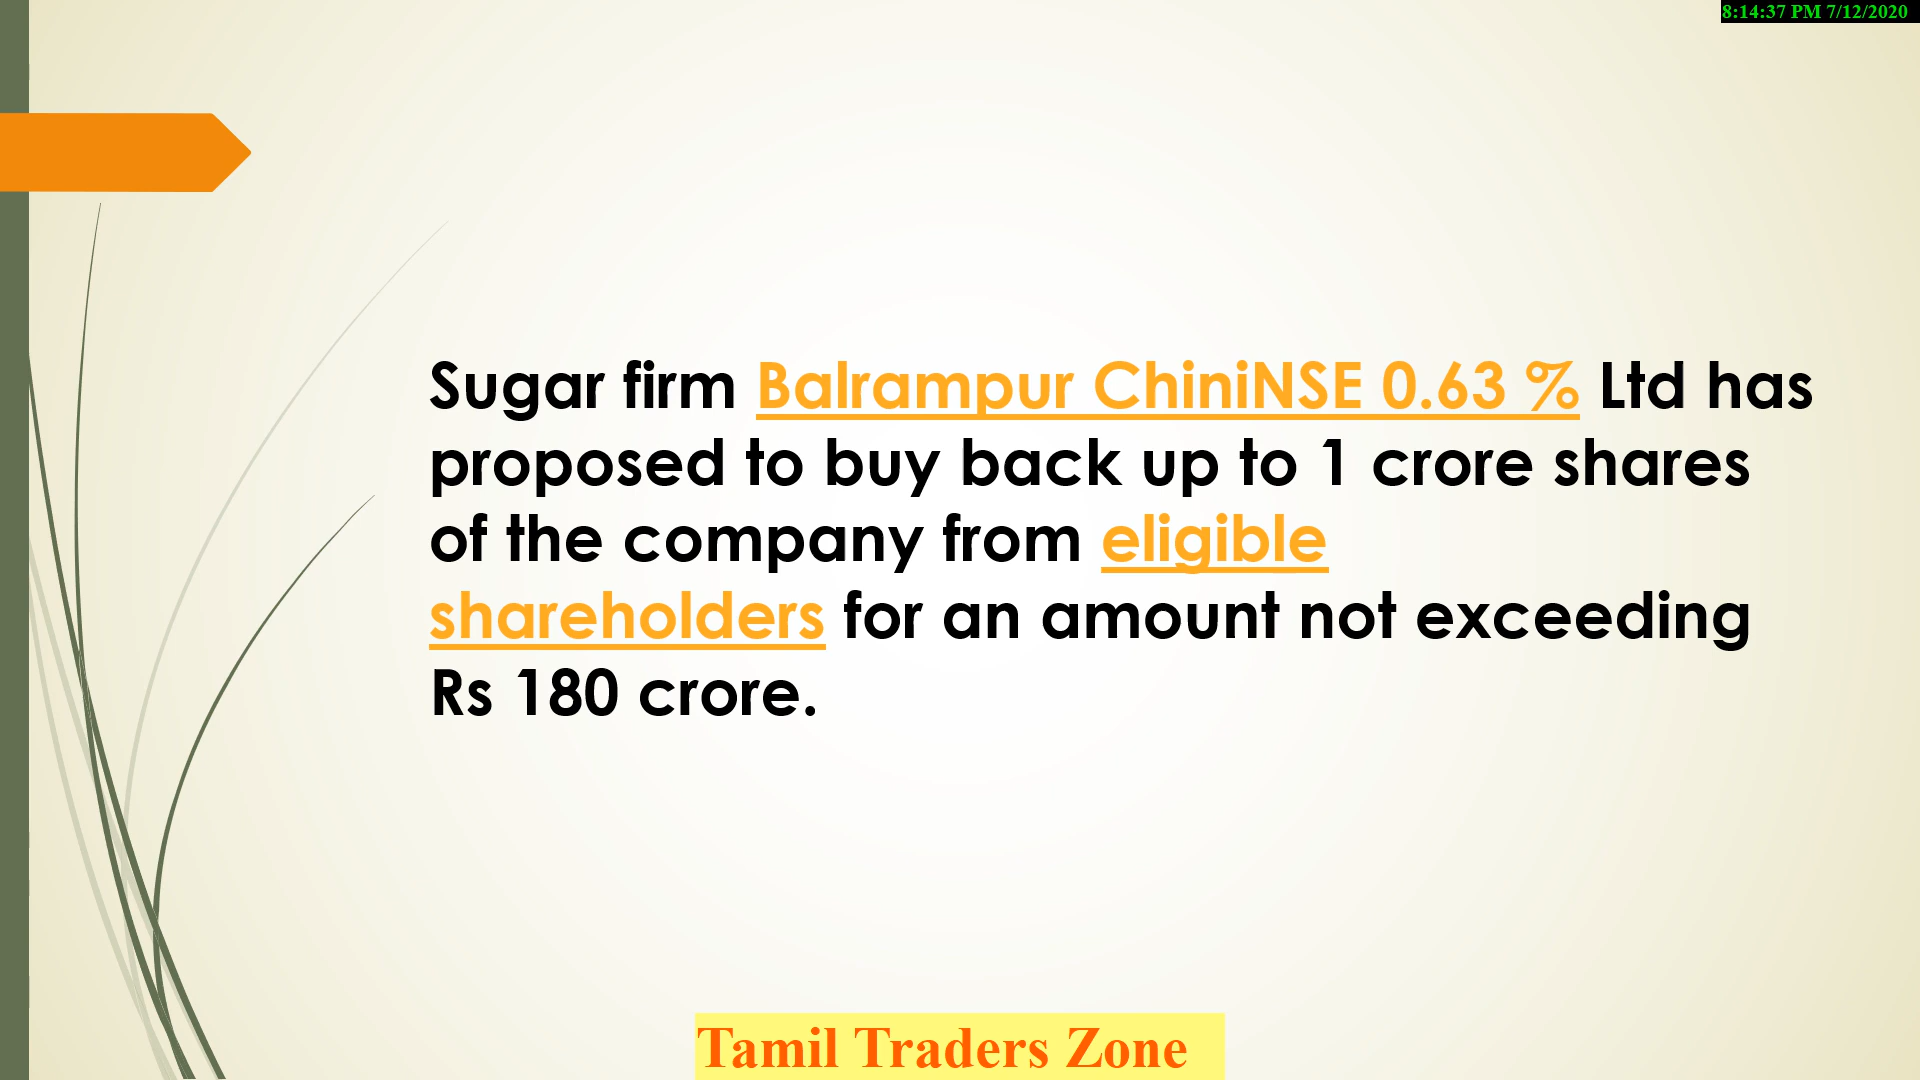 8:14:37 PM 7/12/2020
Sugar firm Balrampur ChiniNSE 0.63 % Ltd has
proposed to buy back up to 1 crore shares
of the company from eligible
shareholders for an amount not exceeding
Rs 180 crore.
Tamil Traders Zone